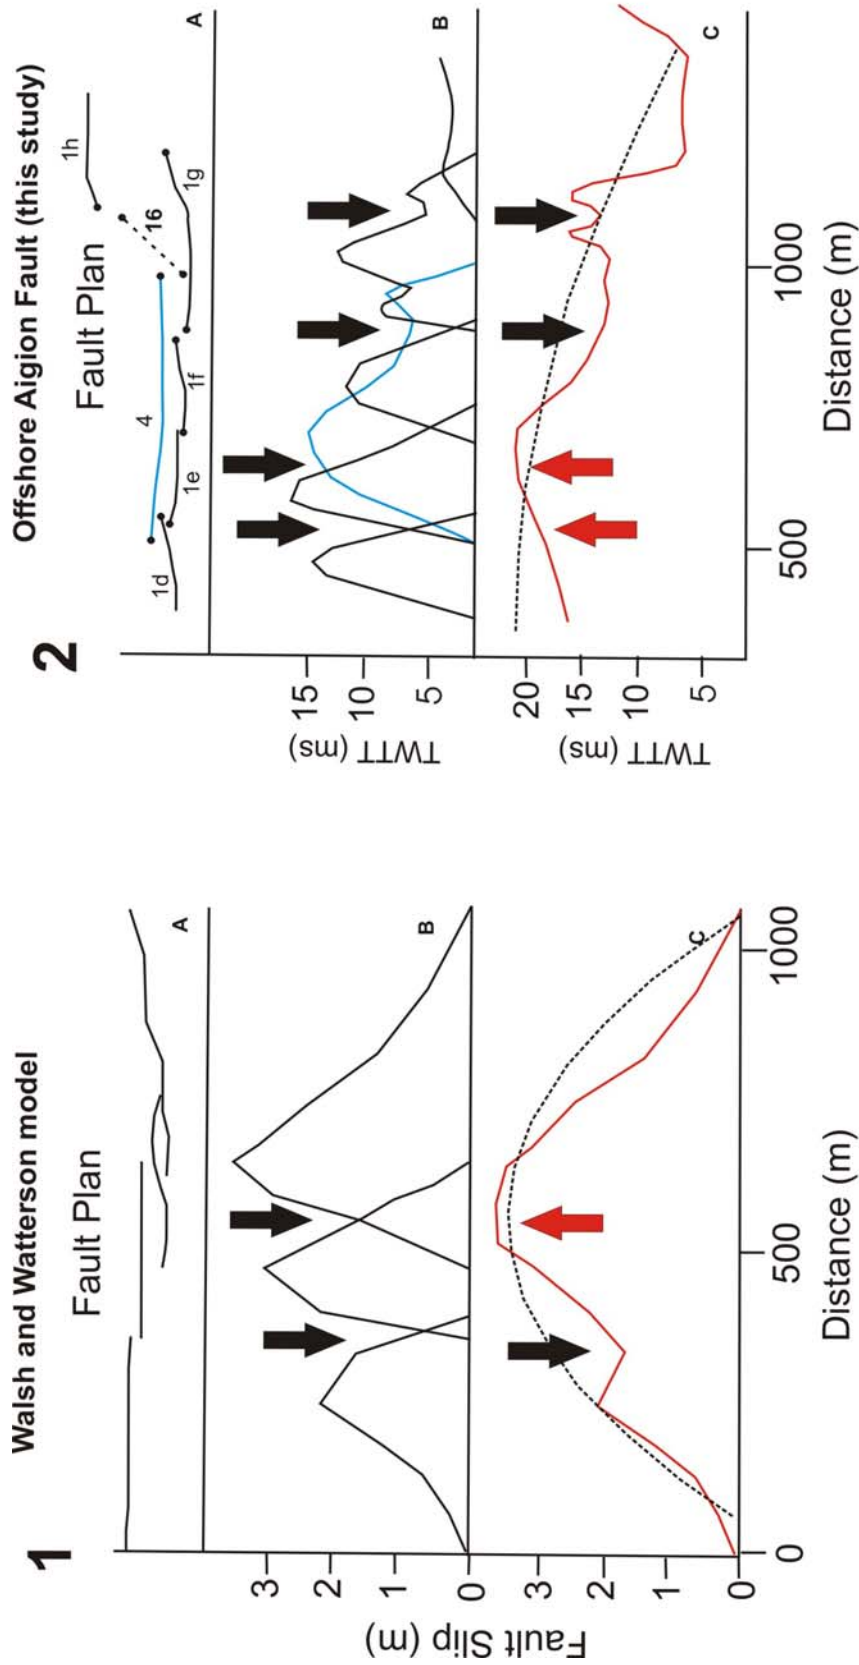 1
Walsh and Watterson model
Fault Plan
A
3
2
1
0
B
Fault Slip (m)
3
2
1
0
C
0
500
1000
Distance (m)
2
Offshore Aigion Fault (this study)
Fault Plan
1d
1e
4
1f
16
1g
1h
A
TWTT (ms)
15
10
5
B
TWTT (ms)
20
15
10
5
C
500
1000
Distance (m)